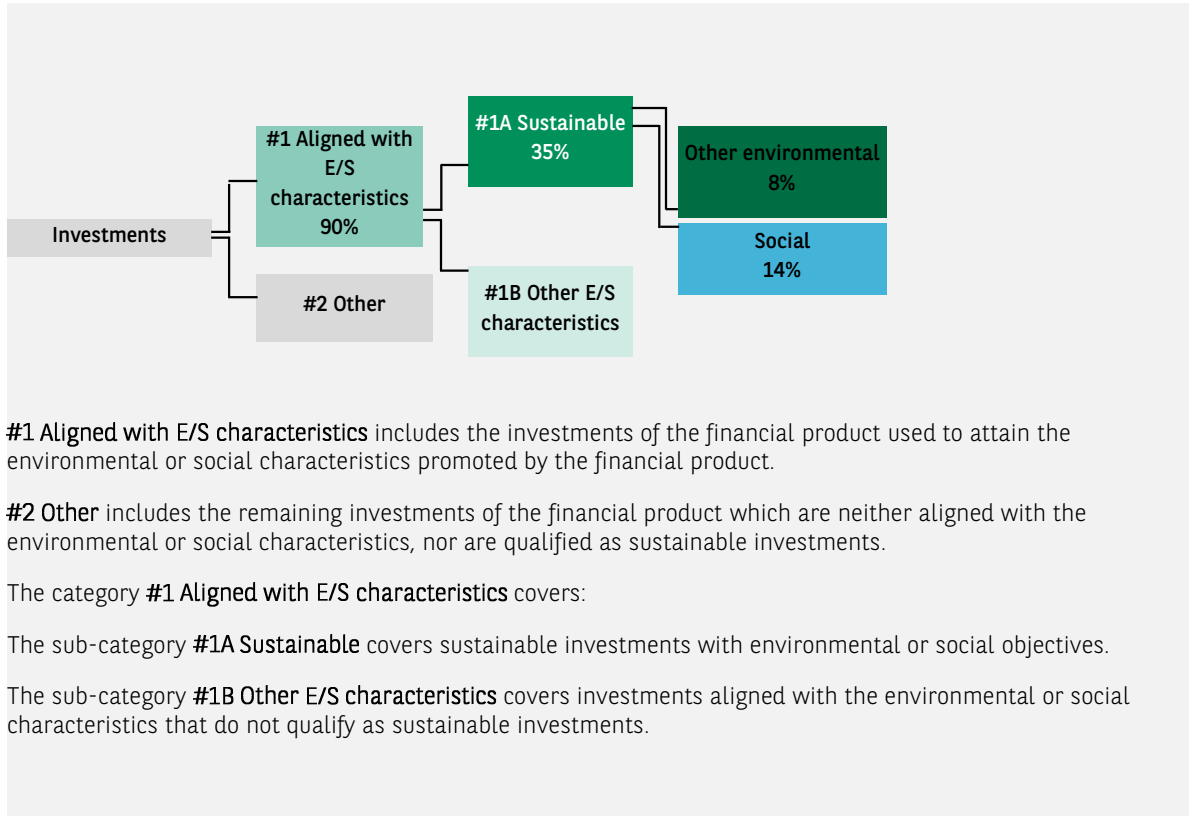 #1A Sustainable
35%
#1 Aligned with
E/S
characteristics
90%
Other environmental
8%
Investments
Social
14%
#2 Other
#1B Other E/S
characteristics
#1 Aligned with E/S characteristics includes the investments of the financial product used to attain the
environmental or social characteristics promoted by the financial product.
#2 Other includes the remaining investments of the financial product which are neither aligned with the
environmental or social characteristics, nor are qualified as sustainable investments.
The category #1 Aligned with E/S characteristics covers:
The sub-category #1A Sustainable covers sustainable investments with environmental or social objectives.
The sub-category #1B Other E/S characteristics covers investments aligned with the environmental or social
characteristics that do not qualify as sustainable investments.